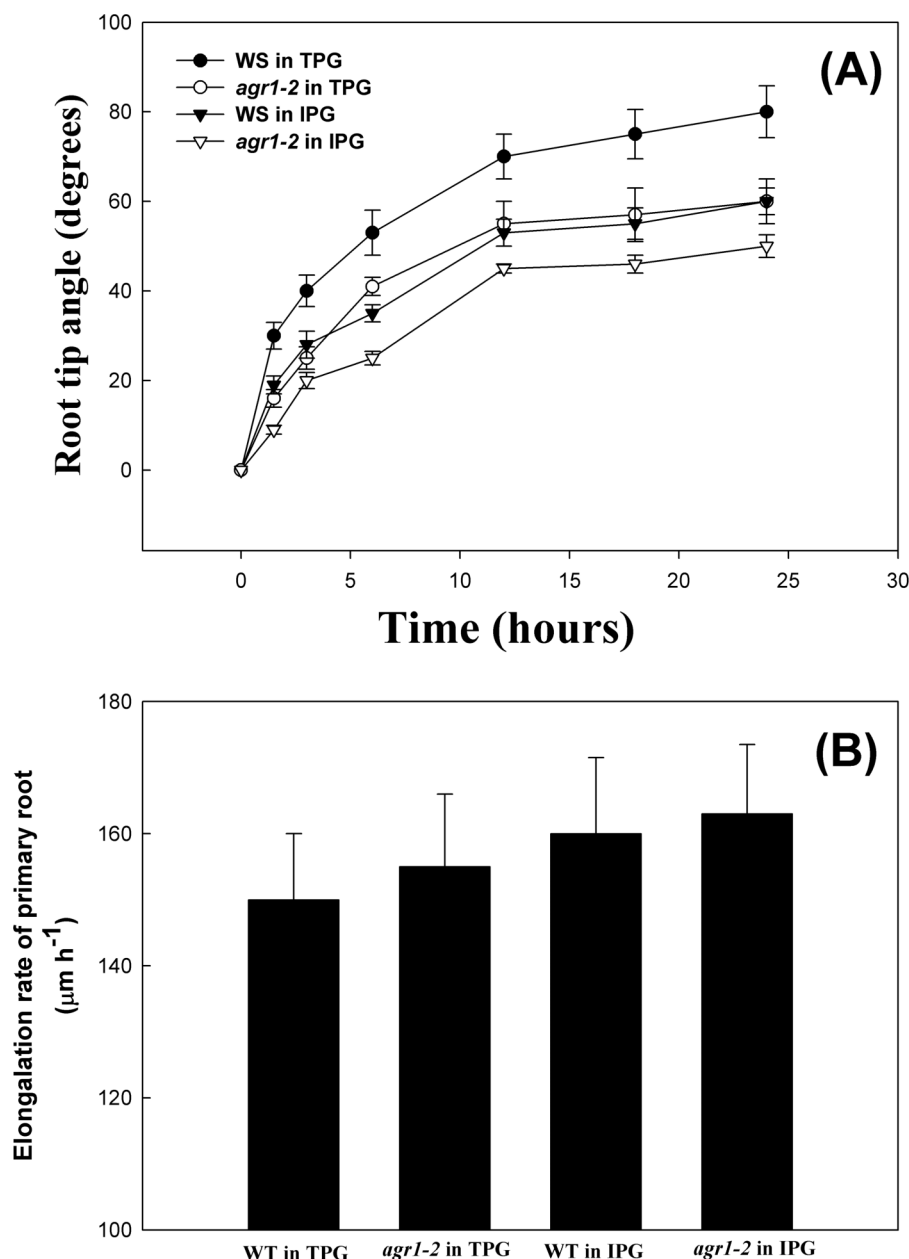 100
80
60
40
20
0
Root tip angle (degrees)
WS in TPG
agr1-2 in TPG
WS in IPG
agr1-2 in IPG
(A)
0 5 10 15 20 25 30
Time (hours)
180
160
140
120
100
Elongalation rate of primary root
(μm h⁻¹)
(B)
WT in TPG agr1-2 in TPG WT in IPG agr1-2 in IPG